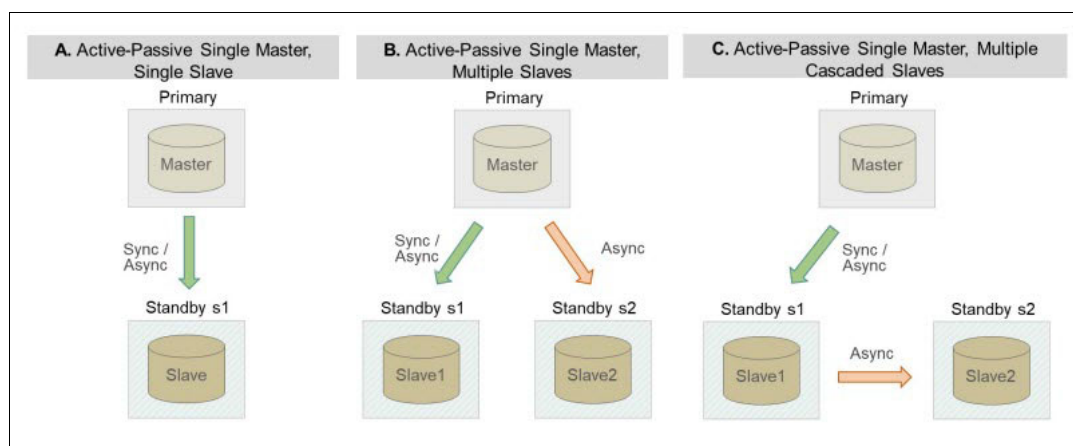 A. Active-Passive Single Master,
Single Slave
Primary
Master
Sync /
Async
Standby s1
Slave
B. Active-Passive Single Master,
Multiple Slaves
Primary
Master
Sync /
Async
Async
Standby s1
Standby s2
Slave1
Slave2
C. Active-Passive Single Master, Multiple
Cascaded Slaves
Primary
Master
Sync /
Async
Standby s1
Standby s2
Slave1
Async
Slave2